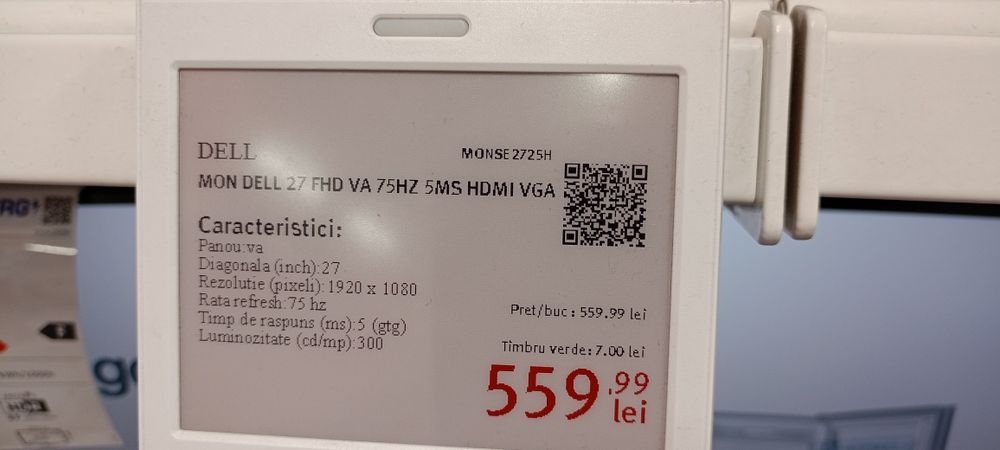 DELL
MONSE2725H
MON DELL 27 FHD VA 75HZ 5MS HDMI VGA
Caracteristici:
Panou:va
Diagonala (inch):27
Rezolutie (pixeli):1920 x 1080
Rata refresh:75 hz
Timp de raspuns (ms):5 (gtg)
Luminozitate (cd/mp):300
Pret/buc: 559.99 lei
Timbru verde: 7.00 lei
559.99 lei